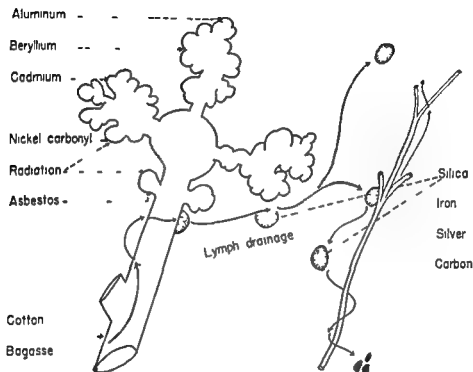 Aluminum
Beryllium
Cadmium
Nickel carbonyl
Radiation
Asbestos
Lymph drainage
Cotton
Bagasse
Silica
Iron
Silver
Carbon